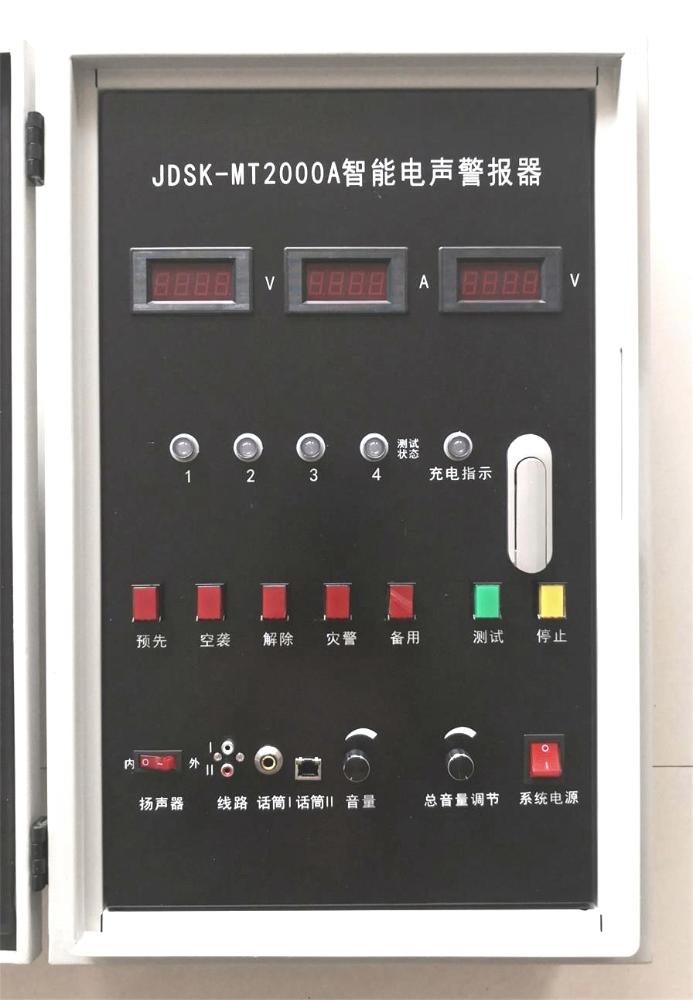 JDSK-MT2000A智能电声警报器
V A V
1 2 3 4 测试状态 充电指示
预先 空袭 解除 灾警 备用 测试 停止
内 外 I II
扬声器 线路 话筒I 话筒II 音量 总音量调节 系统电源